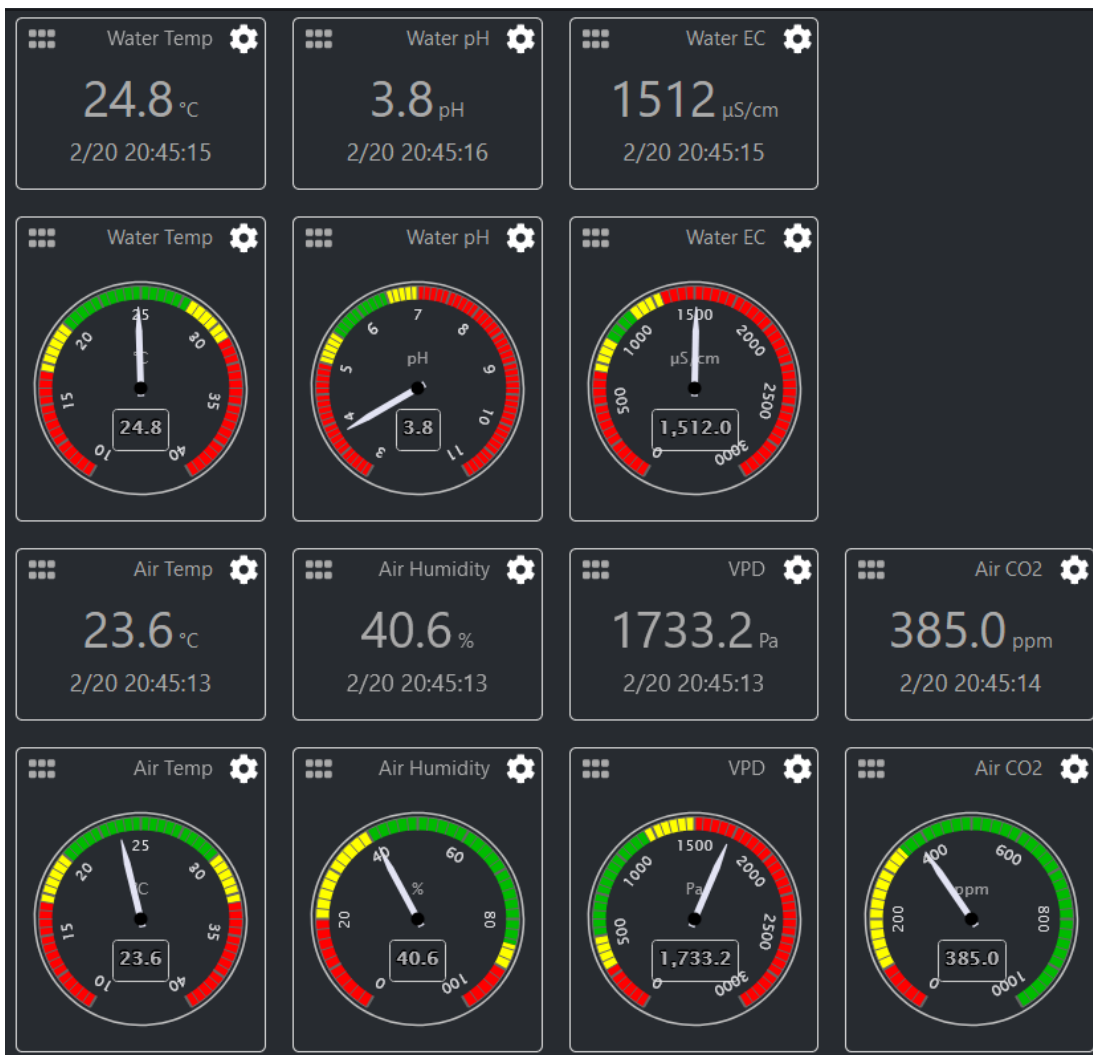 Water Temp
24.8 °C
2/20 20:45:15
Water pH
3.8 pH
2/20 20:45:16
Water EC
1512 µS/cm
2/20 20:45:15
Water Temp
10
15
20
25
30
35
40
°C
24.8
Water pH
3
4
5
6
7
8
9
10
11
pH
3.8
Water EC
0
500
1000
1500
2000
2500
3000
µS/cm
1,512.0
Air Temp
23.6 °C
2/20 20:45:13
Air Humidity
40.6 %
2/20 20:45:13
VPD
1733.2 Pa
2/20 20:45:13
Air CO2
385.0 ppm
2/20 20:45:14
Air Temp
10
15
20
25
30
35
40
°C
23.6
Air Humidity
0
20
40
60
80
100
%
40.6
VPD
0
500
1000
1500
2000
2500
3000
Pa
1,733.2
Air CO2
0
200
400
600
800
1000
ppm
385.0